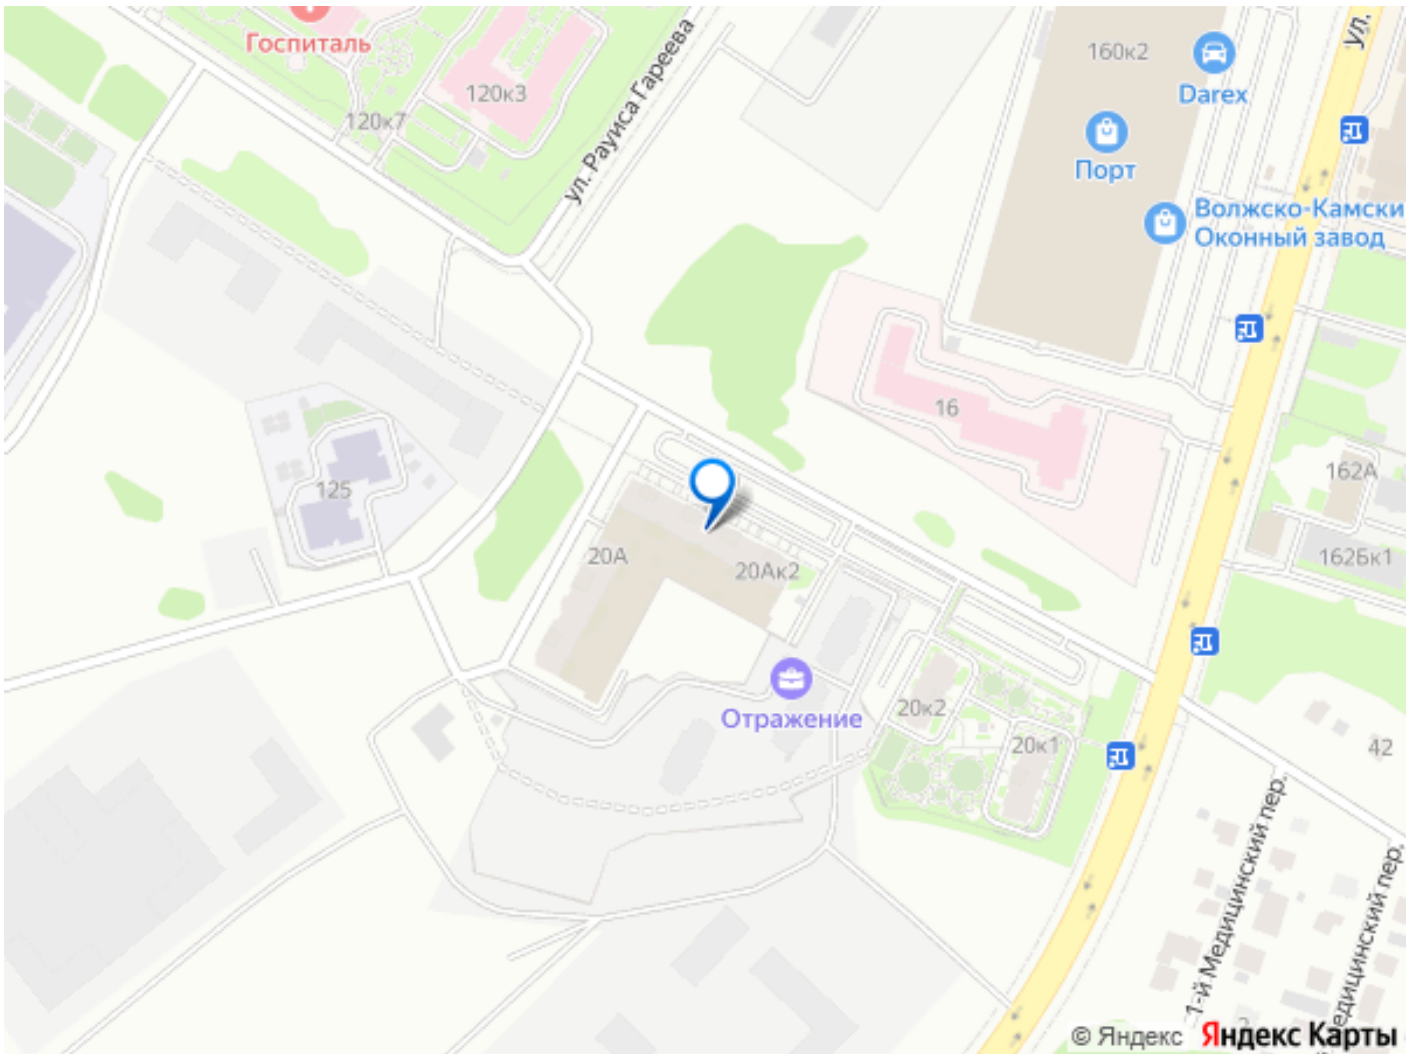 Госпиталь
120к3
120к7
ул. Рауиса Гареева
160к2
Darex
Порт
Волжско-Камски
Оконный завод
ул.
16
162А
162Бк1
125
20А
20Ак2
Отражение
20к2
20к1
42
1-й Медицинский пер.
едицинский пер.
© Яндекс Яндекс Карты